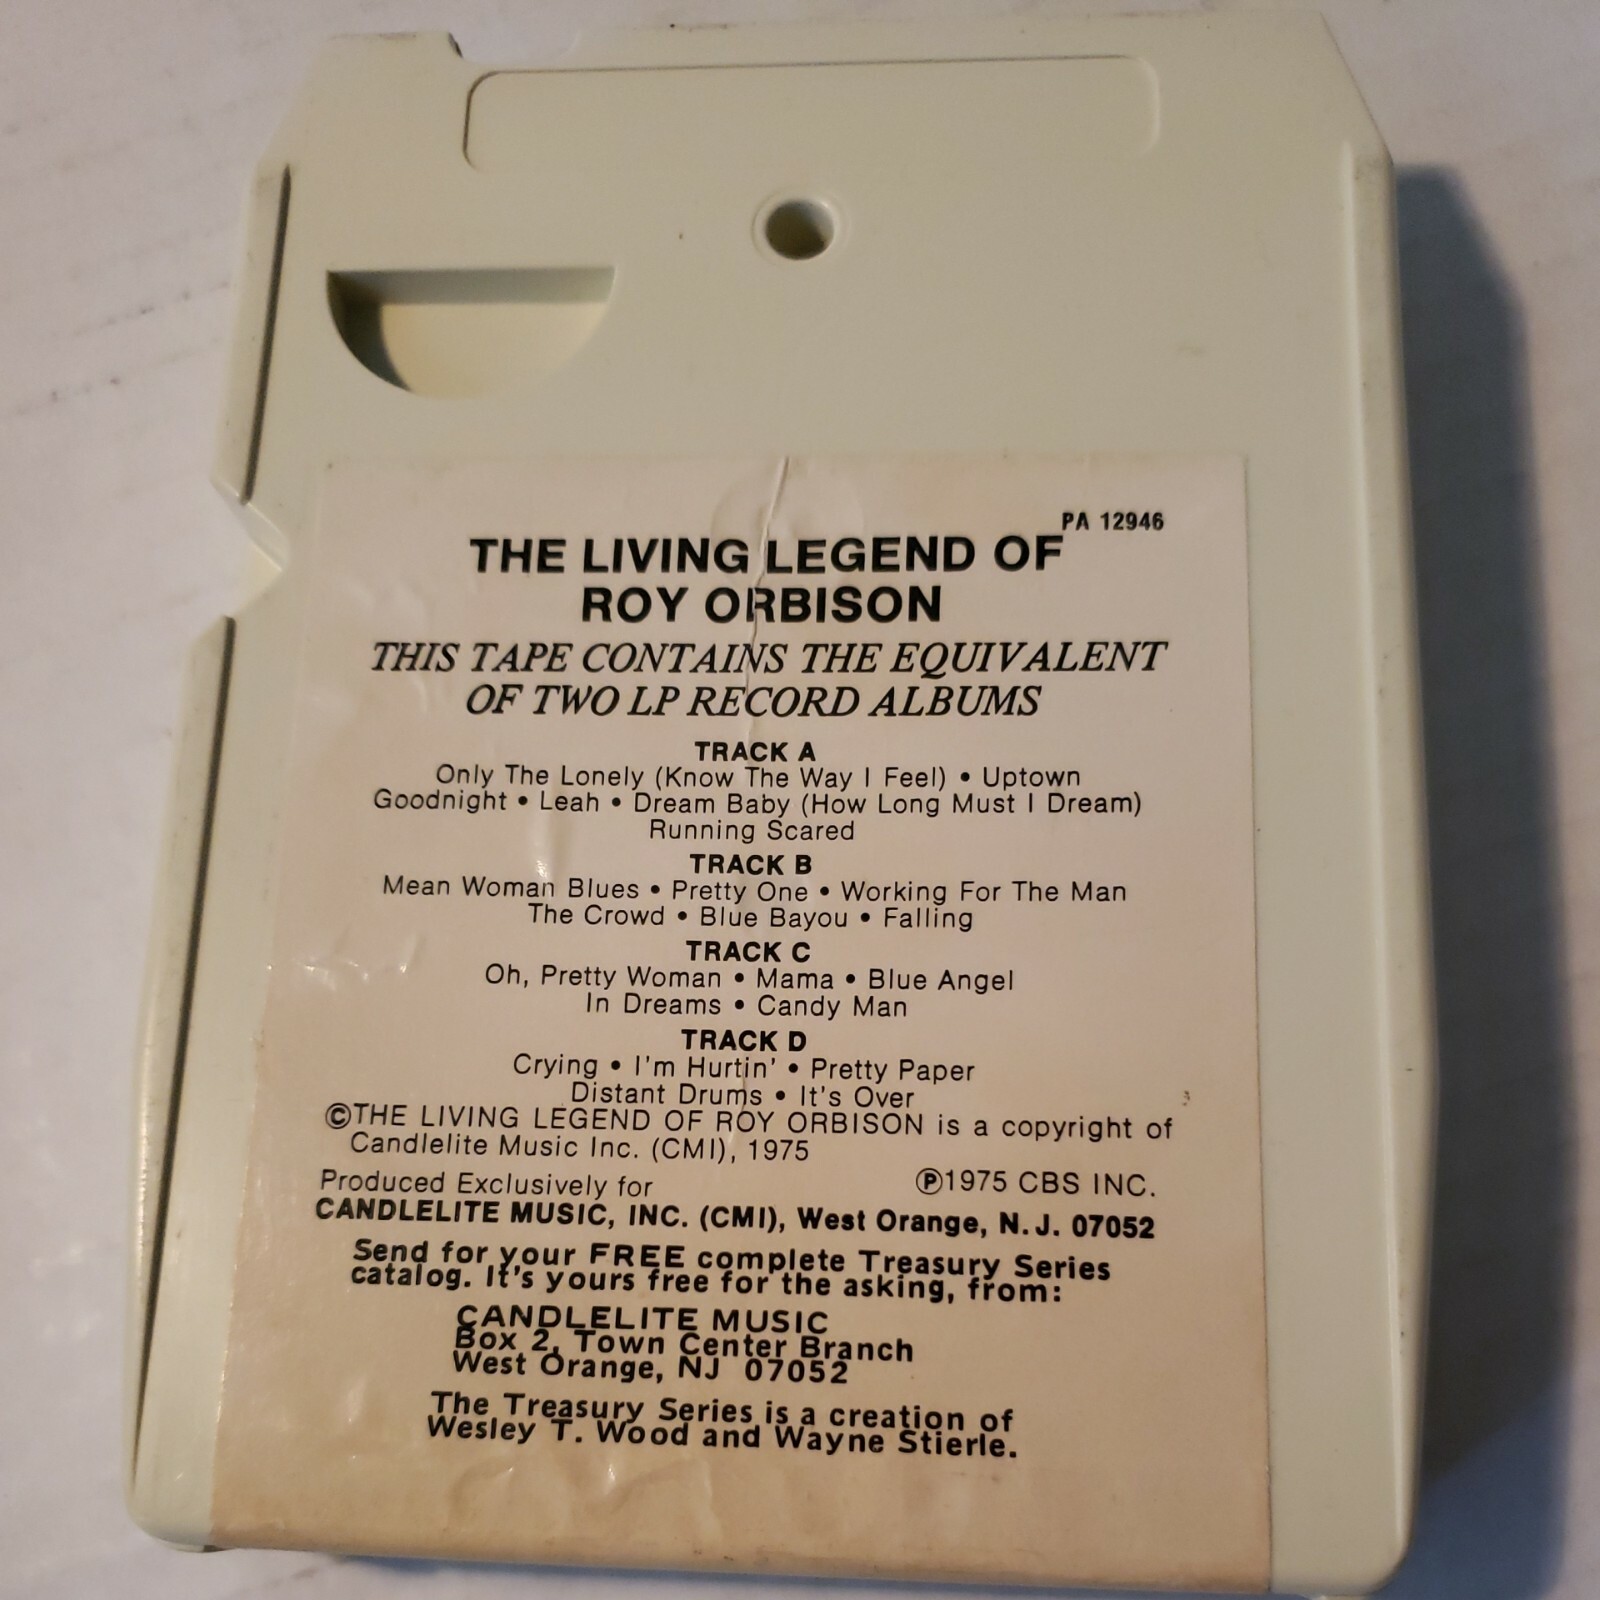 PA 12946
THE LIVING LEGEND OF
ROY ORBISON
THIS TAPE CONTAINS THE EQUIVALENT
OF TWO LP RECORD ALBUMS
TRACK A
Only The Lonely (Know The Way I Feel) • Uptown
Goodnight • Leah • Dream Baby (How Long Must I Dream)
Running Scared
TRACK B
Mean Woman Blues • Pretty One • Working For The Man
The Crowd • Blue Bayou • Falling
TRACK C
Oh, Pretty Woman • Mama • Blue Angel
In Dreams • Candy Man
TRACK D
Crying • I'm Hurtin' • Pretty Paper
Distant Drums • It's Over
©THE LIVING LEGEND OF ROY ORBISON is a copyright of
Candlelite Music Inc. (CMI), 1975
Produced Exclusively for ℗1975 CBS INC.
CANDLELITE MUSIC, INC. (CMI), West Orange, N.J. 07052
Send for your FREE complete Treasury Series
catalog. It's yours free for the asking, from:
CANDLELITE MUSIC
Box 2, Town Center Branch
West Orange, NJ 07052
The Treasury Series is a creation of
Wesley T. Wood and Wayne Stierle.